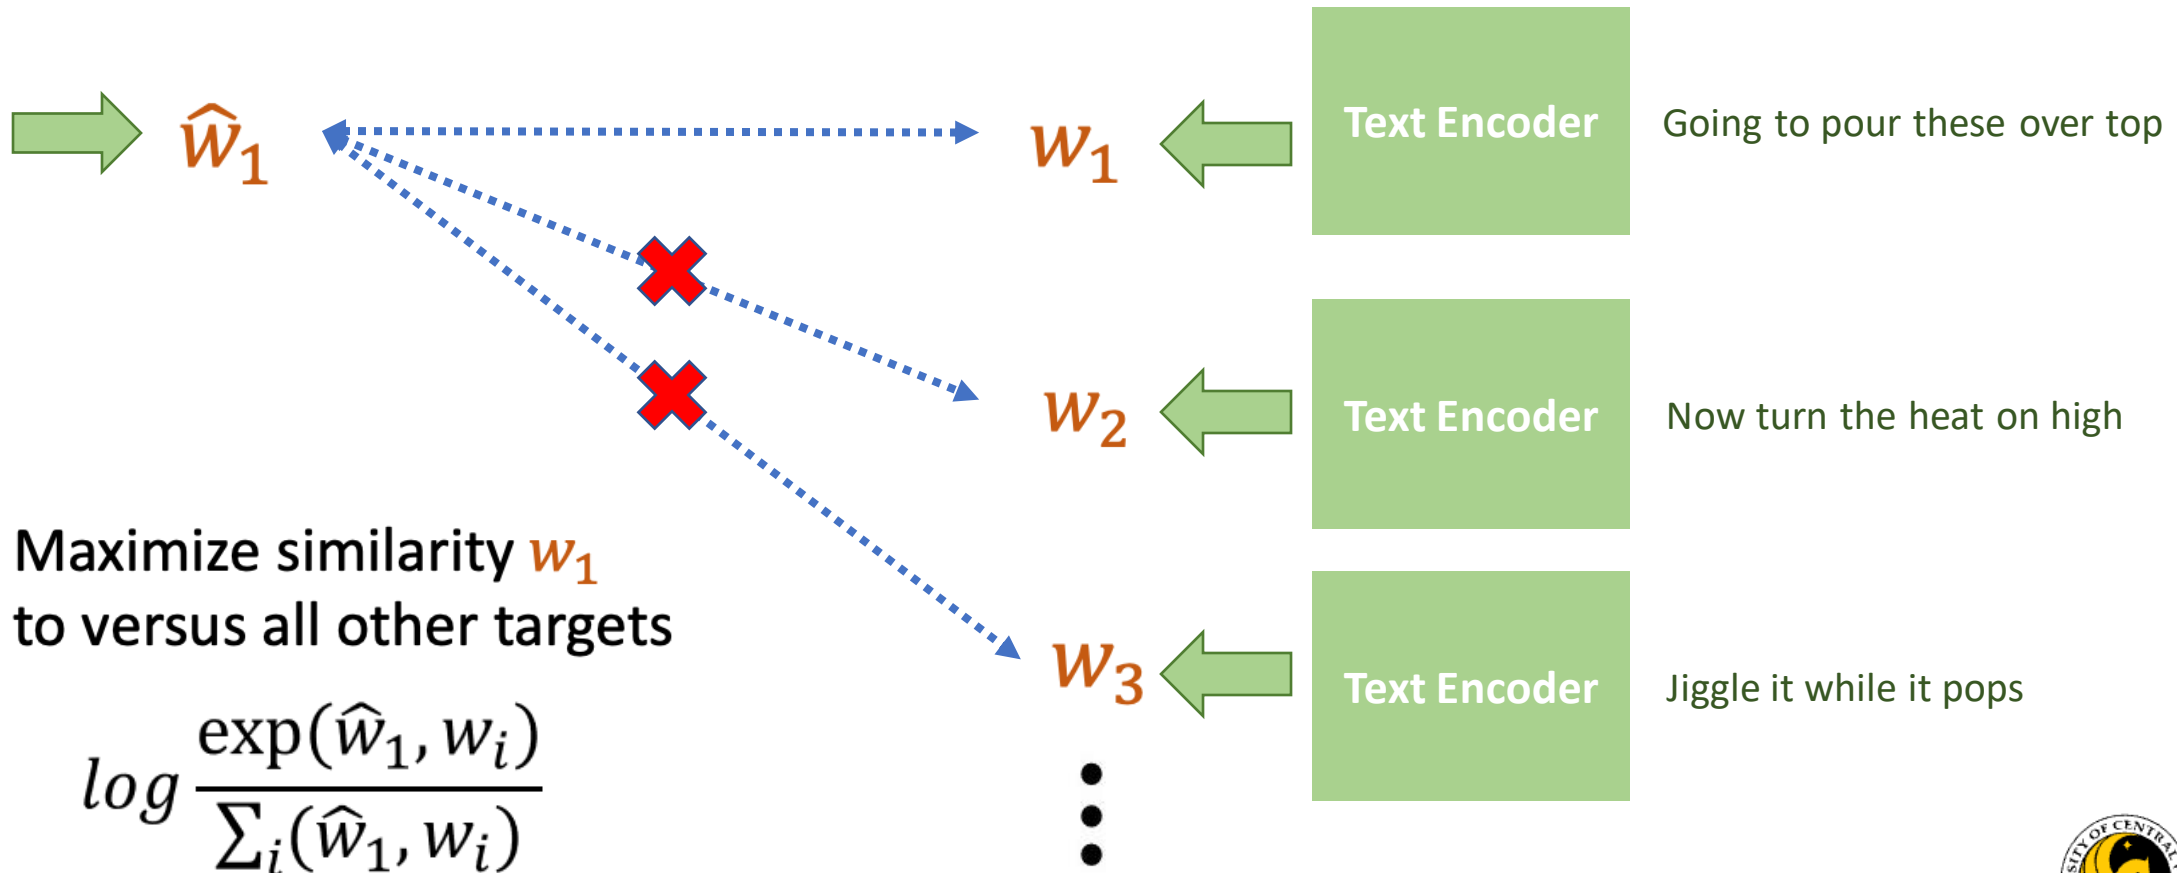 ŵ₁
w₁
Text Encoder
Going to pour these over top
w₂
Text Encoder
Now turn the heat on high
Maximize similarity w₁
to versus all other targets
w₃
Text Encoder
Jiggle it while it pops
log exp(ŵ₁, wᵢ)
∑ᵢ(ŵ₁, wᵢ)
OF CENTRA